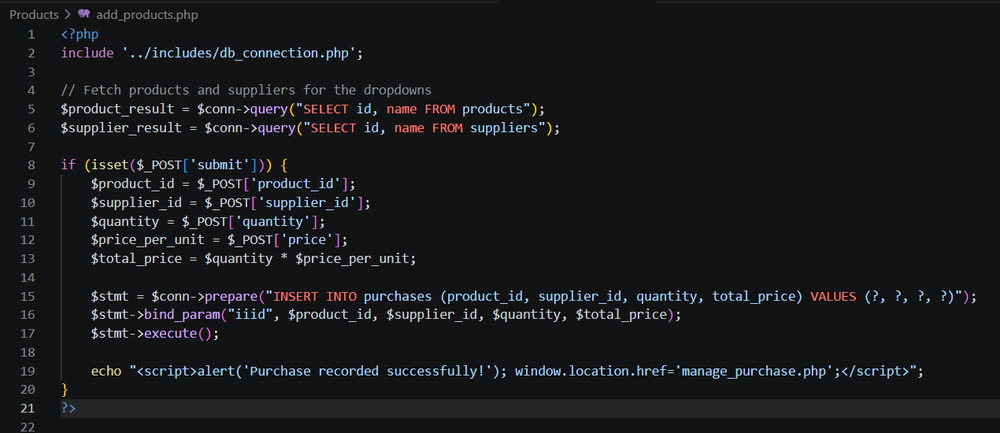 Products > add_products.php
1 <?php
2 include '../includes/db_connection.php';
3
4 // Fetch products and suppliers for the dropdowns
5 $product_result = $conn->query("SELECT id, name FROM products");
6 $supplier_result = $conn->query("SELECT id, name FROM suppliers");
7
8 if (isset($_POST['submit'])) {
9     $product_id = $_POST['product_id'];
10     $supplier_id = $_POST['supplier_id'];
11     $quantity = $_POST['quantity'];
12     $price_per_unit = $_POST['price'];
13     $total_price = $quantity * $price_per_unit;
14
15     $stmt = $conn->prepare("INSERT INTO purchases (product_id, supplier_id, quantity, total_price) VALUES (?, ?, ?, ?)");
16     $stmt->bind_param("iiid", $product_id, $supplier_id, $quantity, $total_price);
17     $stmt->execute();
18
19     echo "<script>alert('Purchase recorded successfully!'); window.location.href='manage_purchase.php';</script>";
20 }
21 ?>
22